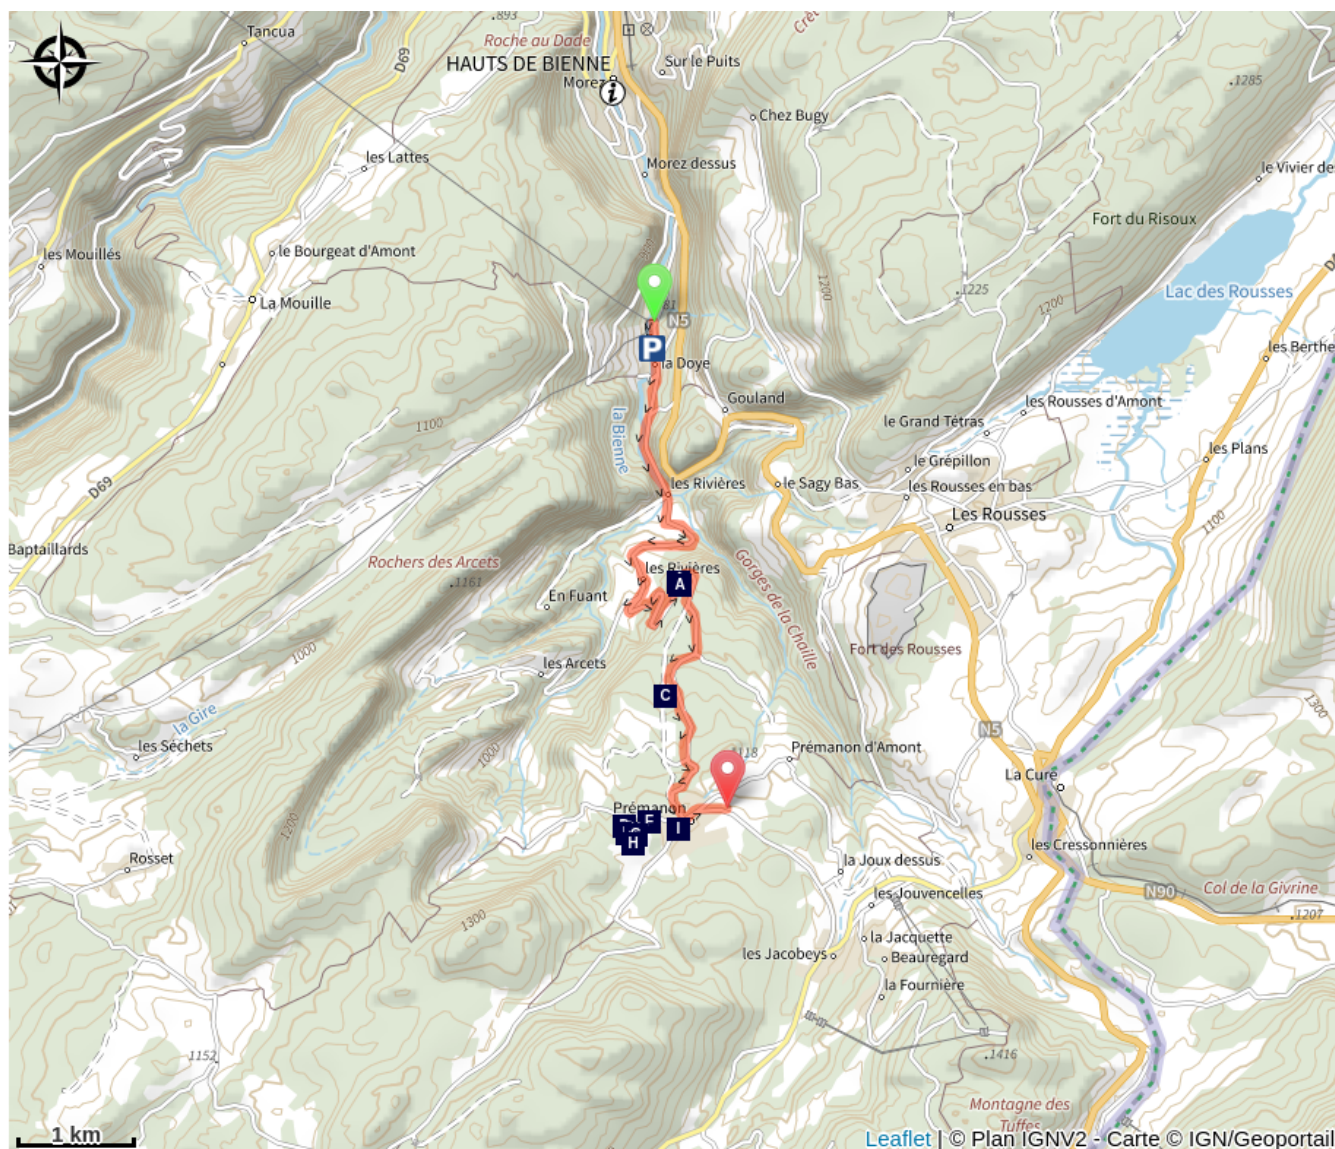 .893
Tancua
Roche au Dade
D69
HAUTS DE BIENNE
Sur le Puits
Morez
i
.1285
Chez Bugy
les Lattes
Morez dessus
le Vivier de
Fort du Risoux
les Mouillés
le Bourgeat d'Amont
1200
.1225
Lac des Rousses
La Mouille
1200
N5
P
la Doye
les Berthe
Gouland
les Rousses d'Amont
la Bienne
1100
le Grand Tétras
les Plans
le Grépillon
D69
les Rivières
le Sagy Bas
les Rousses en bas
Les Rousses
1100
Baptaillards
Rochers des Arcets
.1161
les Rivières
A
Gorges de la Chaille
En Fuant
1000
les Arcets
Fort des Rousses
C
1300
la Gire
les Séchets
1000
N5
Prémanon d'Amont
La Cure
Prémanon
1200
F
I
H
les Cressonnières
Rosset
la Joux dessus
les Jouvencelles
N90
Col de la Givrine
.1207
1300
la Jacquette
les Jacobeys
Beauregard
la Fournière
1152
.1416
Montagne des
Tuffes
1 km
Leaflet | © Plan IGNV2 - Carte © IGN/Geoportail